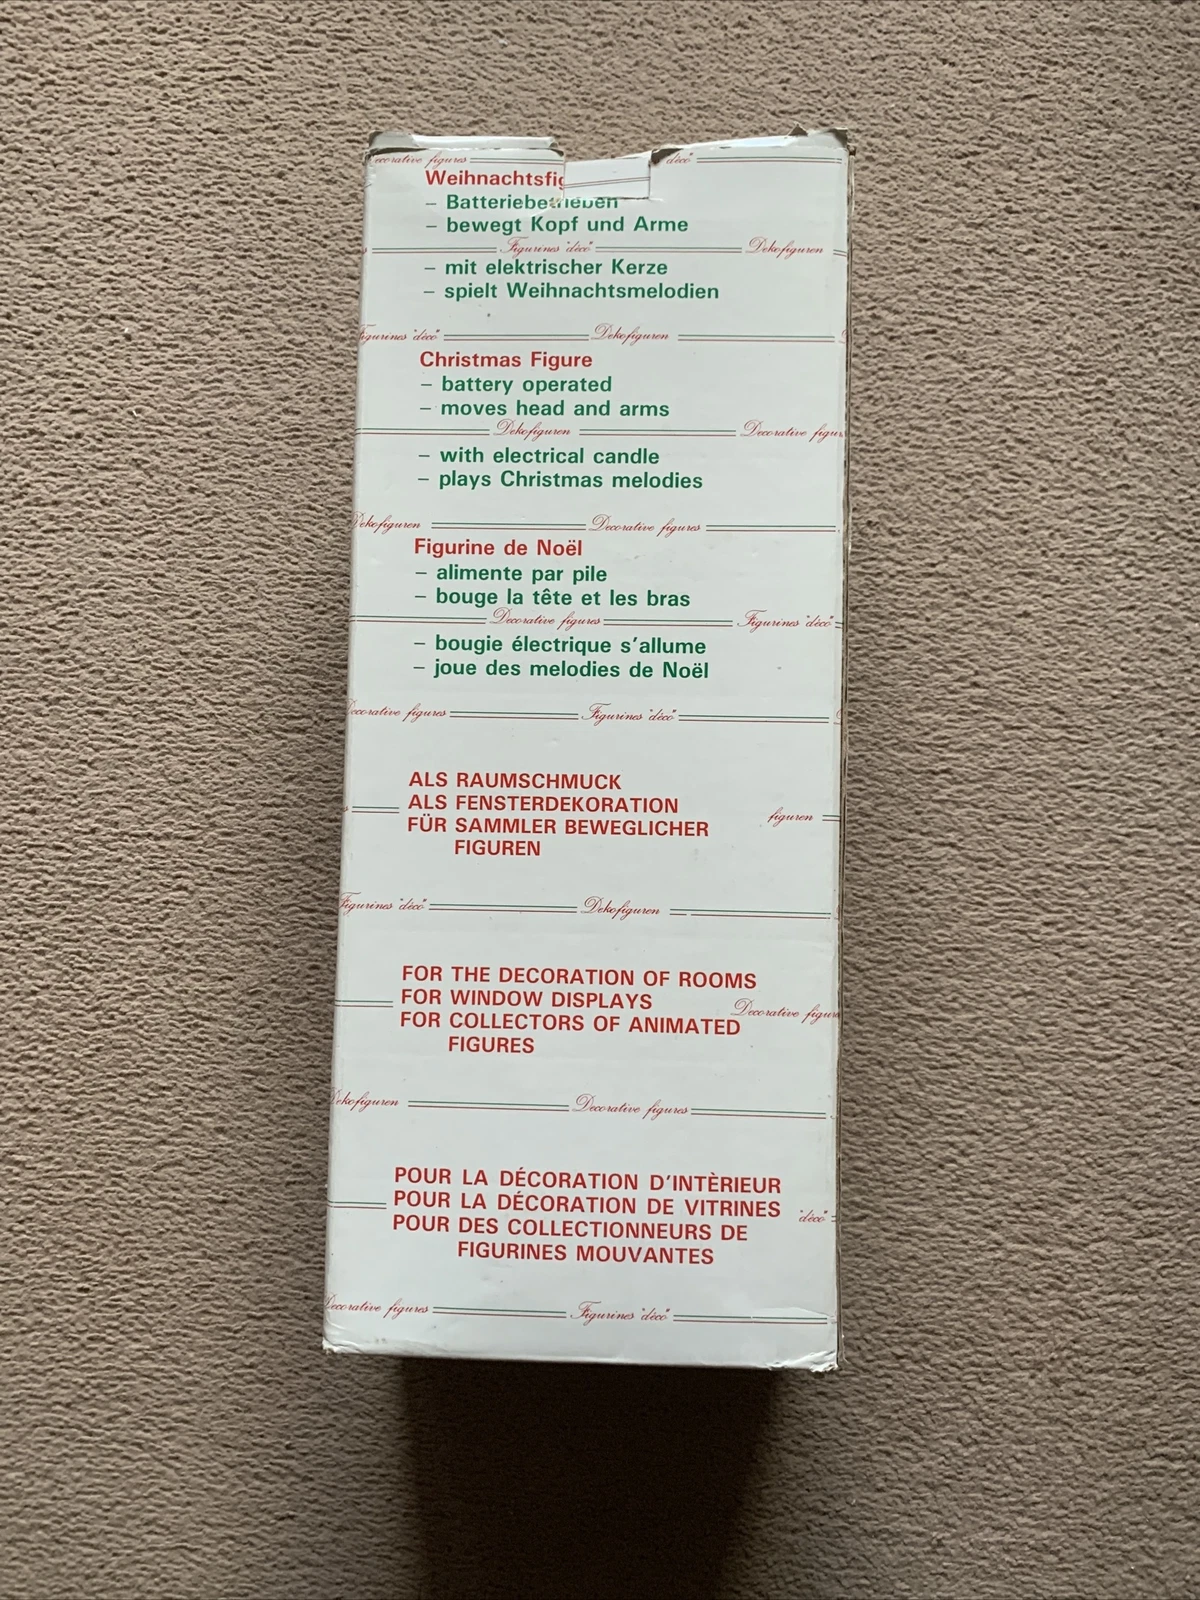 ecorative figures déco"
Weihnachtsfig
– Batteriebetrieben
– bewegt Kopf und Arme
Figurines "déco" Dekofiguren
– mit elektrischer Kerze
– spielt Weihnachtsmelodien
Figurines "déco" Dekofiguren
Christmas Figure
– battery operated
– moves head and arms
Dekofiguren Decorative figur
– with electrical candle
– plays Christmas melodies
Dekofiguren Decorative figures
Figurine de Noël
– alimente par pile
– bouge la tête et les bras
Decorative figures Figurines "déco"
– bougie électrique s'allume
– joue des melodies de Noël
Decorative figures Figurines "déco"
ALS RAUMSCHMUCK
ALS FENSTERDEKORATION
FÜR SAMMLER BEWEGLICHER figuren
FIGUREN
Figurines "déco" Dekofiguren
FOR THE DECORATION OF ROOMS
FOR WINDOW DISPLAYS Decorative figur
FOR COLLECTORS OF ANIMATED
FIGURES
Dekofiguren Decorative figures
POUR LA DÉCORATION D'INTÈRIEUR
POUR LA DÉCORATION DE VITRINES "déco"
POUR DES COLLECTIONNEURS DE
FIGURINES MOUVANTES
Decorative figures Figurines "déco"